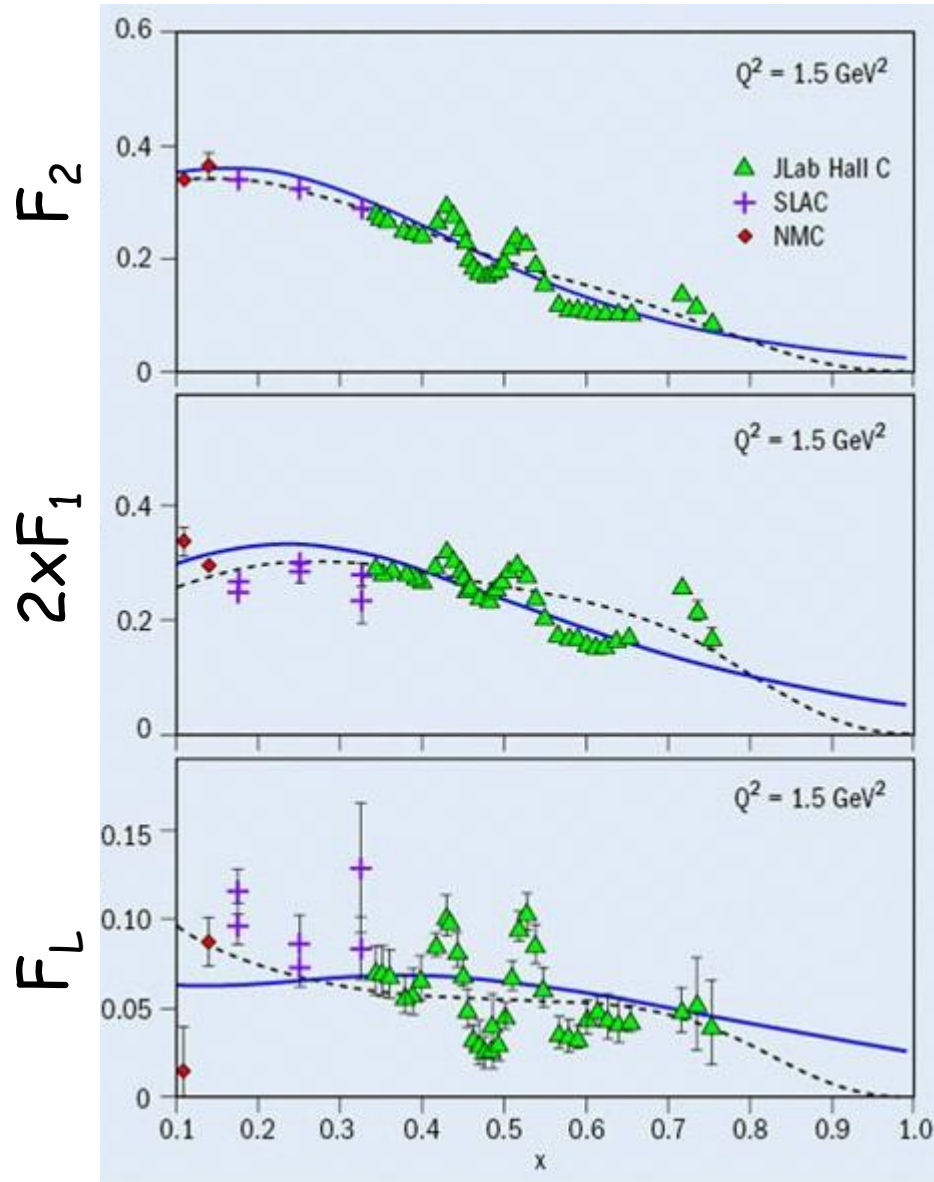 F₂
0.6
0.4
0.2
0
Q² = 1.5 GeV²
JLab Hall C
SLAC
NMC
2xF₁
0.4
0.2
0
Q² = 1.5 GeV²
F_L
0.15
0.10
0.05
0
Q² = 1.5 GeV²
0.1 0.2 0.3 0.4 0.5 0.6 0.7 0.8 0.9 1.0
x